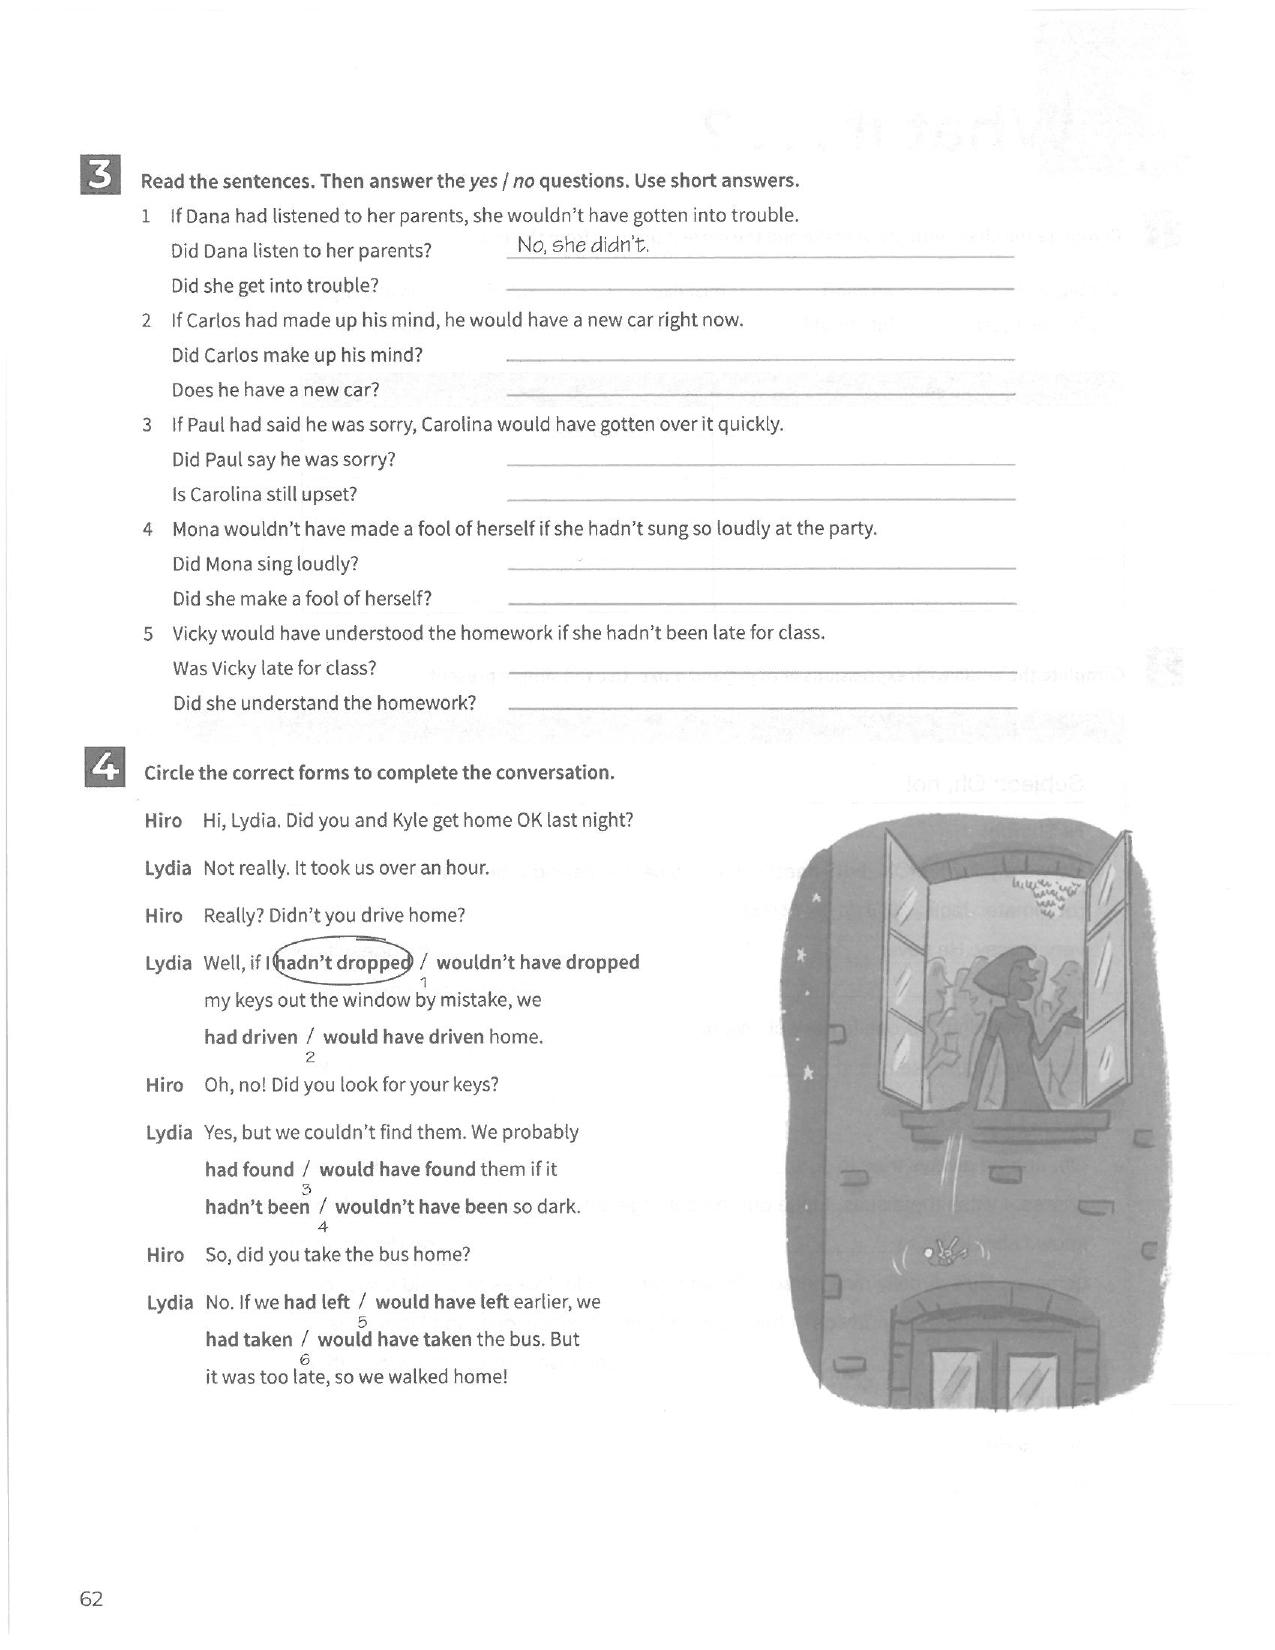 3 Read the sentences. Then answer the yes / no questions. Use short answers.
1 If Dana had listened to her parents, she wouldn't have gotten into trouble.
Did Dana listen to her parents? No, she didn't.
Did she get into trouble?
2 If Carlos had made up his mind, he would have a new car right now.
Did Carlos make up his mind?
Does he have a new car?
3 If Paul had said he was sorry, Carolina would have gotten over it quickly.
Did Paul say he was sorry?
Is Carolina still upset?
4 Mona wouldn't have made a fool of herself if she hadn't sung so loudly at the party.
Did Mona sing loudly?
Did she make a fool of herself?
5 Vicky would have understood the homework if she hadn't been late for class.
Was Vicky late for class?
Did she understand the homework?
4 Circle the correct forms to complete the conversation.
Hiro Hi, Lydia. Did you and Kyle get home OK last night?
Lydia Not really. It took us over an hour.
Hiro Really? Didn't you drive home?
Lydia Well, if I hadn't dropped / wouldn't have dropped
1
my keys out the window by mistake, we
had driven / would have driven home.
2
Hiro Oh, no! Did you look for your keys?
Lydia Yes, but we couldn't find them. We probably
had found / would have found them if it
3
hadn't been / wouldn't have been so dark.
4
Hiro So, did you take the bus home?
Lydia No. If we had left / would have left earlier, we
5
had taken / would have taken the bus. But
6
it was too late, so we walked home!
62